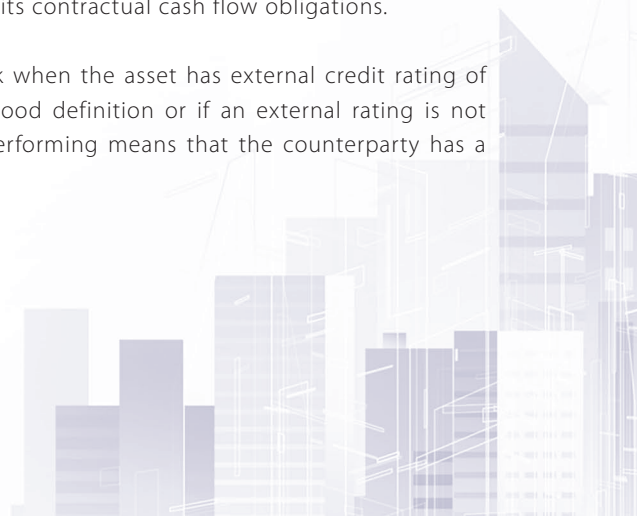 its contractual cash flow obligations.
when the asset has external credit rating of
ood definition or if an external rating is not
erforming means that the counterparty has a